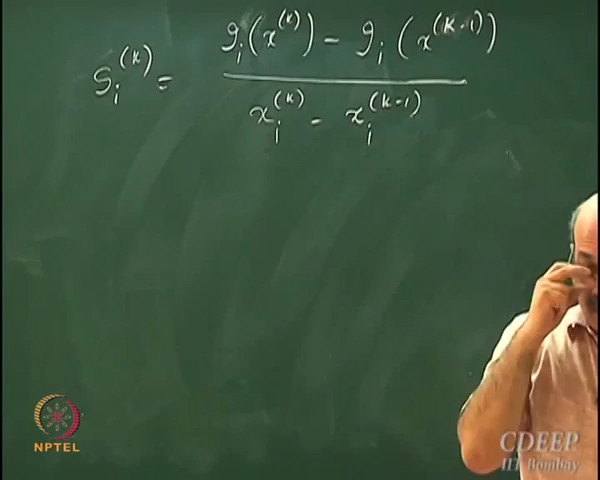 S_i^(k) = (g_i(x^(k)) - g_i(x^(k-1))) / (x_i^(k) - x_i^(k-1))
NPTEL
CDEEP
IIT Bombay